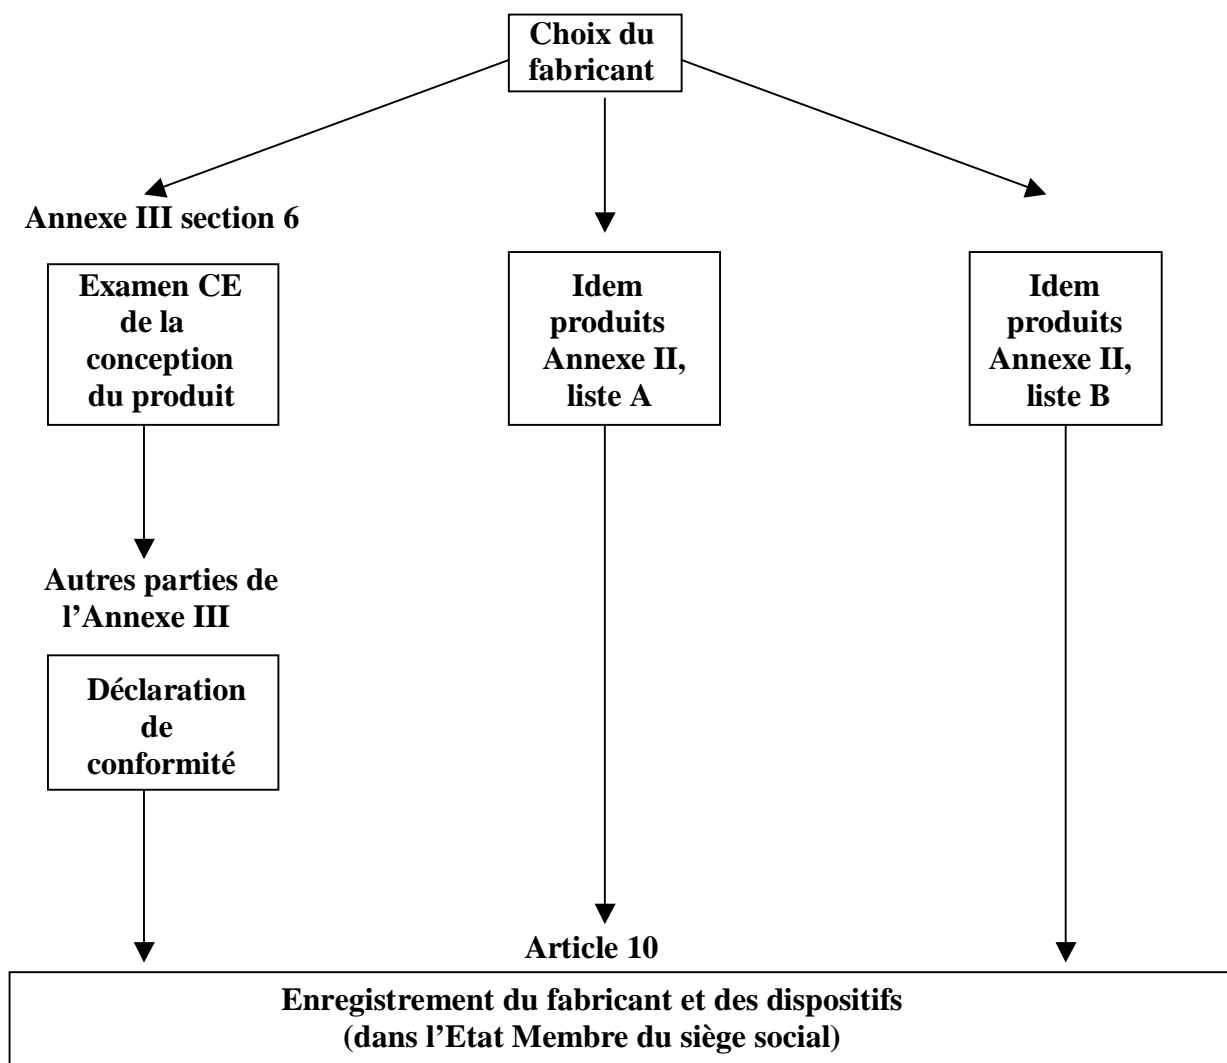 Choix du
fabricant
Annexe III section 6
Examen CE
de la
conception
du produit
Idem
produits
Annexe II,
liste A
Idem
produits
Annexe II,
liste B
Autres parties de
l’Annexe III
Déclaration
de
conformité
Article 10
Enregistrement du fabricant et des dispositifs
(dans l’Etat Membre du siège social)